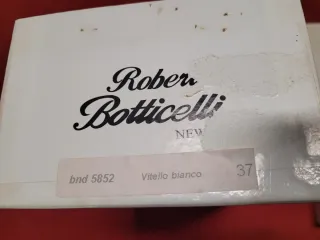 Rober
Botticelli
NEW
bnd 5852 Vitello bianco 37